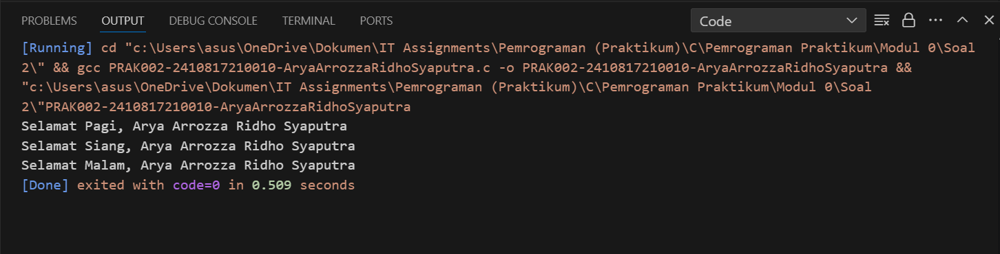 PROBLEMS OUTPUT DEBUG CONSOLE TERMINAL PORTS Code
[Running] cd "c:\Users\asus\OneDrive\Dokumen\IT Assignments\Pemrograman (Praktikum)\C\Pemrograman Praktikum\Modul 0\Soal
2\" && gcc PRAK002-2410817210010-AryaArrozzaRidhoSyaputra.c -o PRAK002-2410817210010-AryaArrozzaRidhoSyaputra &&
"c:\Users\asus\OneDrive\Dokumen\IT Assignments\Pemrograman (Praktikum)\C\Pemrograman Praktikum\Modul 0\Soal
2\"PRAK002-2410817210010-AryaArrozzaRidhoSyaputra
Selamat Pagi, Arya Arrozza Ridho Syaputra
Selamat Siang, Arya Arrozza Ridho Syaputra
Selamat Malam, Arya Arrozza Ridho Syaputra
[Done] exited with code=0 in 0.509 seconds